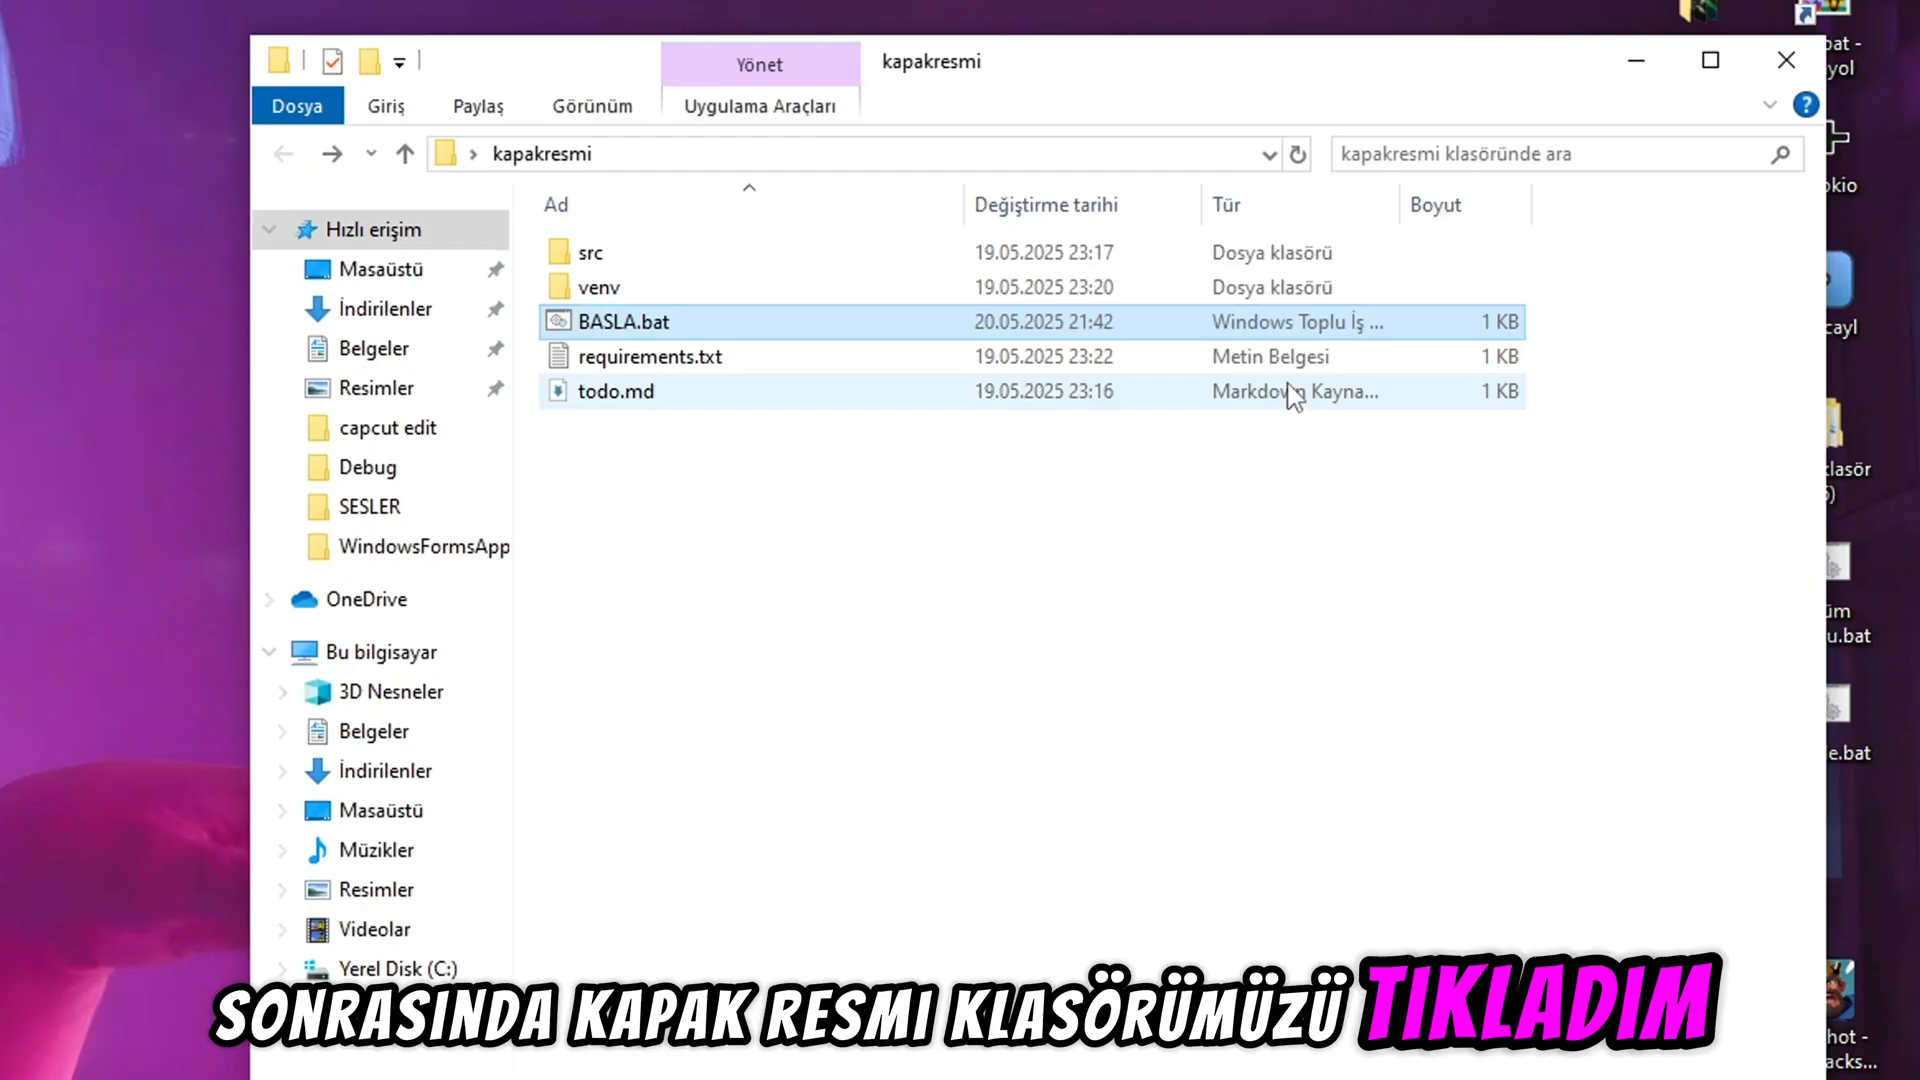 Yönet
kapakresmi
Dosya
Giriş
Paylaş
Görünüm
Uygulama Araçları
kapakresmi
kapakresmi klasöründe ara
Ad
Değiştirme tarihi
Tür
Boyut
src 19.05.2025 23:17 Dosya klasörü
venv 19.05.2025 23:20 Dosya klasörü
BASLA.bat 20.05.2025 21:42 Windows Toplu İş ... 1 KB
requirements.txt 19.05.2025 23:22 Metin Belgesi 1 KB
todo.md 19.05.2025 23:16 Markdown Kayna... 1 KB
Hızlı erişim
Masaüstü
İndirilenler
Belgeler
Resimler
capcut edit
Debug
SESLER
WindowsFormsApp
OneDrive
Bu bilgisayar
3D Nesneler
Belgeler
İndirilenler
Masaüstü
Müzikler
Resimler
Videolar
Yerel Disk (C:)
bat -
yol
okio
cayl
klasör
üm
u.bat
e.bat
hot -
acks...
SONRASINDA KAPAK RESMI KLASÖRÜMÜZÜ TIKLADIM